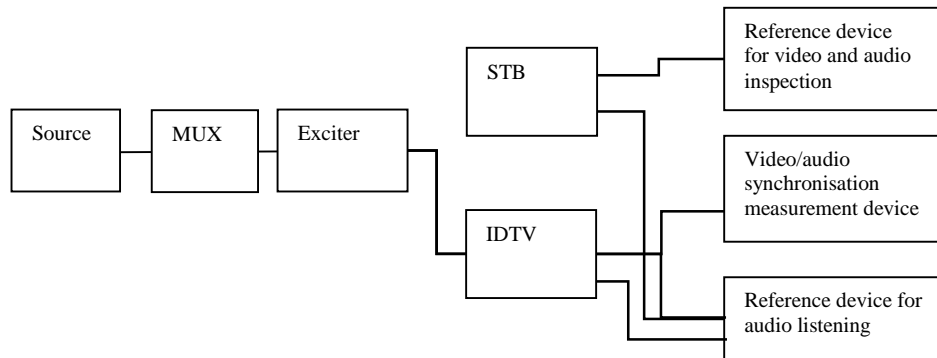 Source
MUX
Exciter
STB
IDTV
Reference device
for video and audio
inspection
Video/audio
synchronisation
measurement device
Reference device for
audio listening